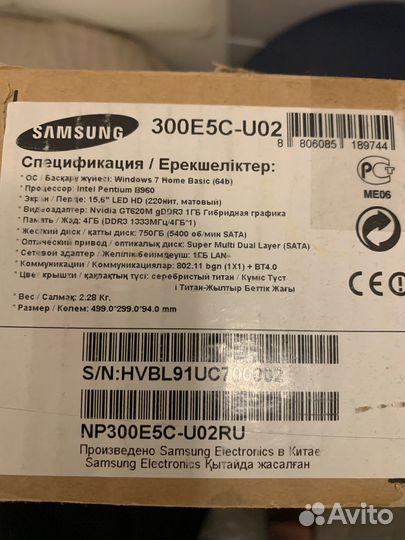 SAMSUNG
300E5C-U02
8 806085 189744
Спецификация / Ерекшеліктер:
* ОС / Басқару жүйесі: Windows 7 Home Basic (64b)
* Процессор: Intel Pentium B960
* Экран / Перде: 15,6" LED HD (220нит, матовый)
* Видеоадаптер: Nvidia GT620M gDDR3 1ГБ Гибридная графика
* Память / Жад: 4ГБ (DDR3 1333МГц/4ГБ*1)
* Жесткий диск / қатты диск: 750ГБ (5400 об/мин SATA)
* Оптический привод / оптикалық диск: Super Multi Dual Layer (SATA)
* Сетевой адаптер / Желілік бейімдеуіш: 1ГБ LAN
* Коммуникации / Коммуникациялар: 802.11 bgn (1X1) + BT4.0
* Цвет крышки / қақпақтың түсі: серебристый титан / Күміс Түсті Титан-Жылтыр Беттік Жағы
* Вес / Салмақ: 2.28 Кг.
* Размер / Көлем: 499.0*299.0*94.0 mm
ME06
CE
S/N:HVBL91UC700902
NP300E5C-U02RU
Произведено Samsung Electronics в Китае
Samsung Electronics Қытайда жасалған
Avito